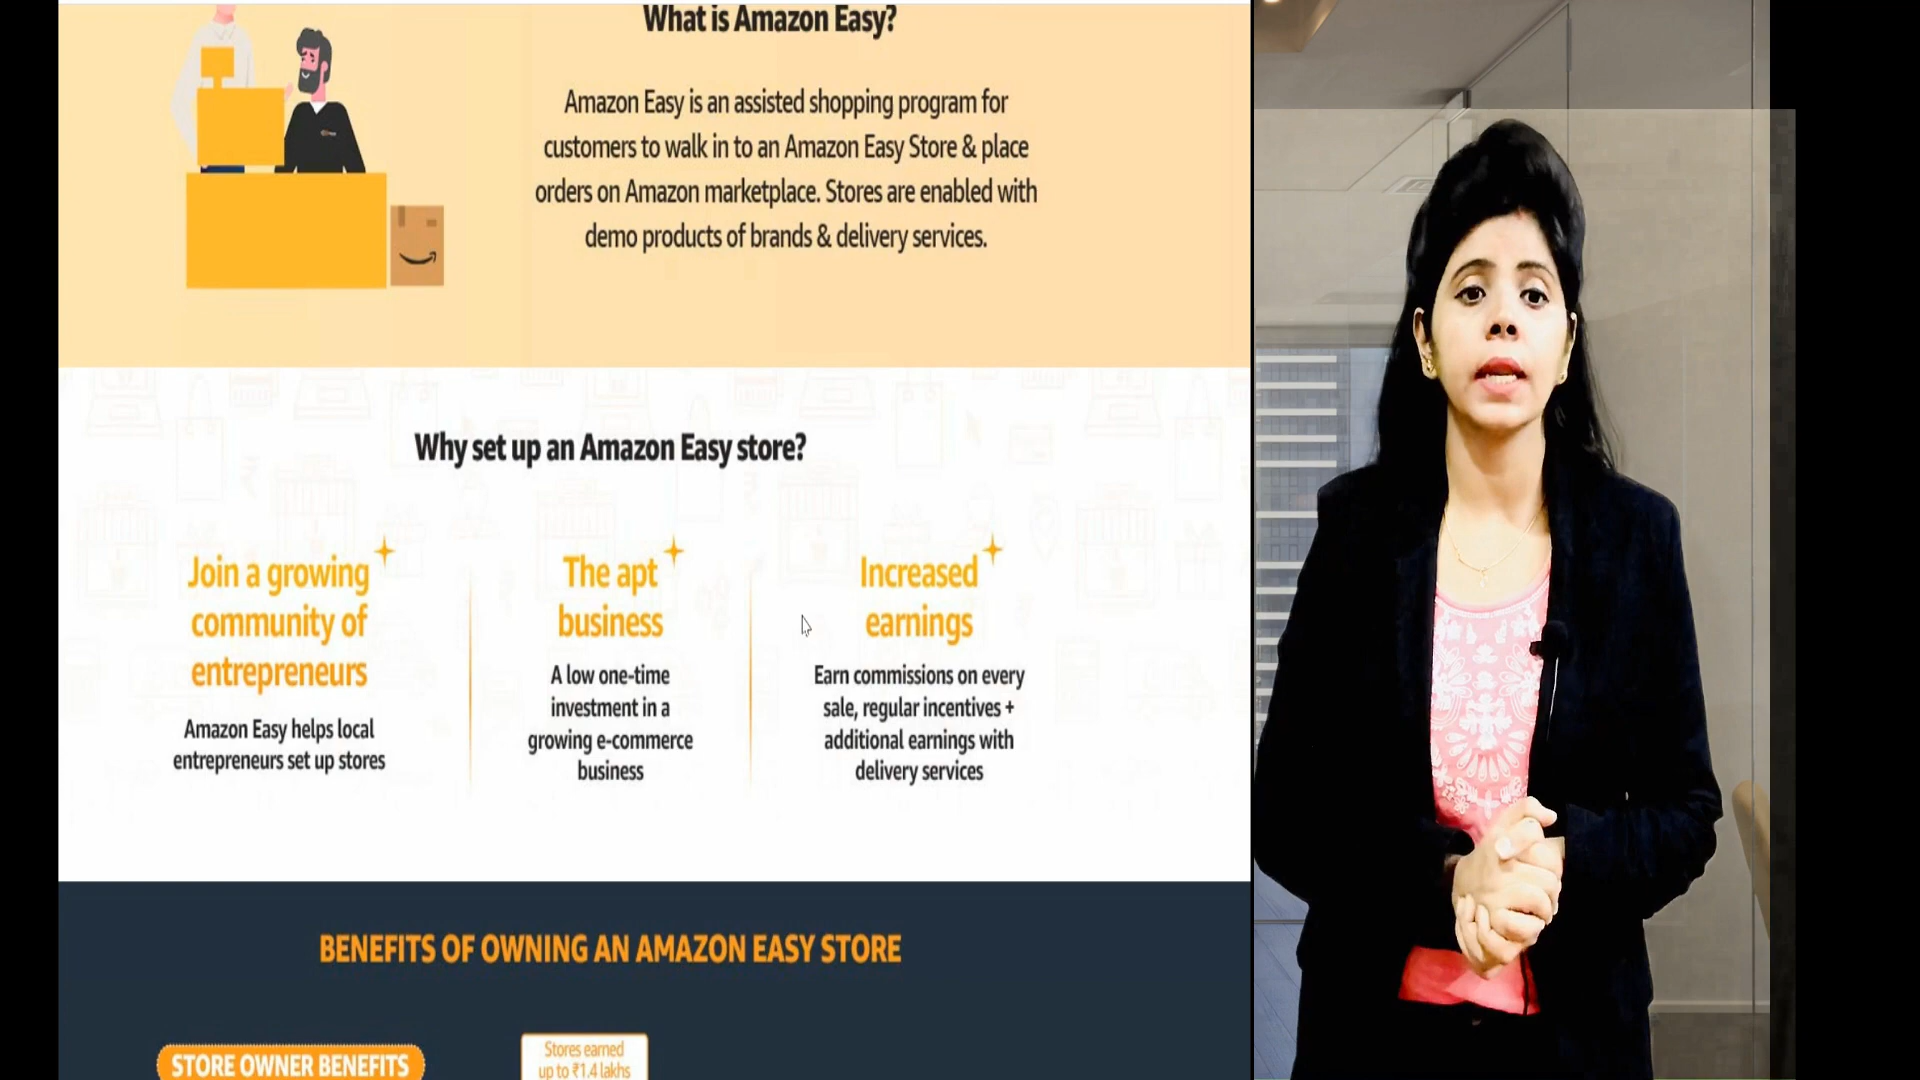 What is Amazon Easy?
Amazon Easy is an assisted shopping program for
customers to walk in to an Amazon Easy Store & place
orders on Amazon marketplace. Stores are enabled with
demo products of brands & delivery services.
Why set up an Amazon Easy store?
Join a growing
community of
entrepreneurs
Amazon Easy helps local
entrepreneurs set up stores
The apt
business
A low one-time
investment in a
growing e-commerce
business
Increased
earnings
Earn commissions on every
sale, regular incentives +
additional earnings with
delivery services
BENEFITS OF OWNING AN AMAZON EASY STORE
STORE OWNER BENEFITS
Stores earned
up to ₹1.4 lakhs